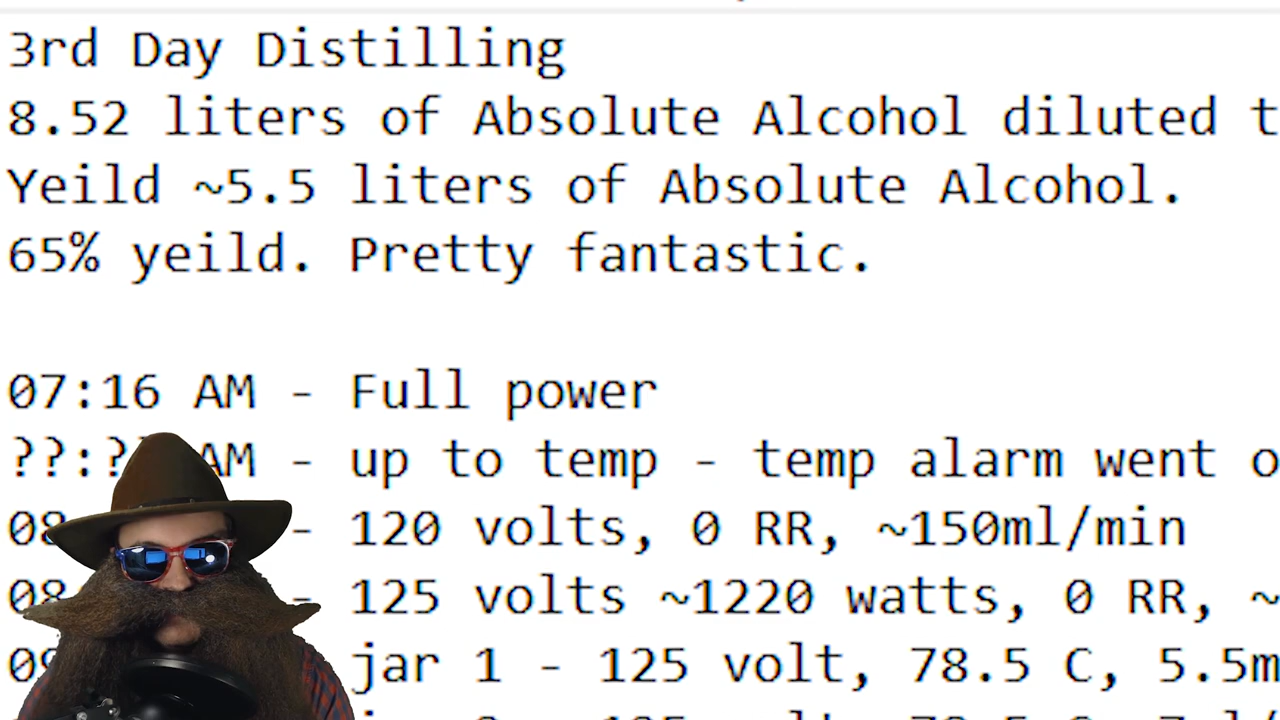 3rd Day Distilling
8.52 liters of Absolute Alcohol diluted
Yeild ~5.5 liters of Absolute Alcohol.
65% yeild. Pretty fantastic.
07:16 AM - Full power
AM - up to temp - temp alarm went
08 - 120 volts, 0 RR, ~150ml/min
08 - 125 volts ~1220 watts, 0 RR, ~
jar 1 - 125 volt, 78.5 C, 5.5m